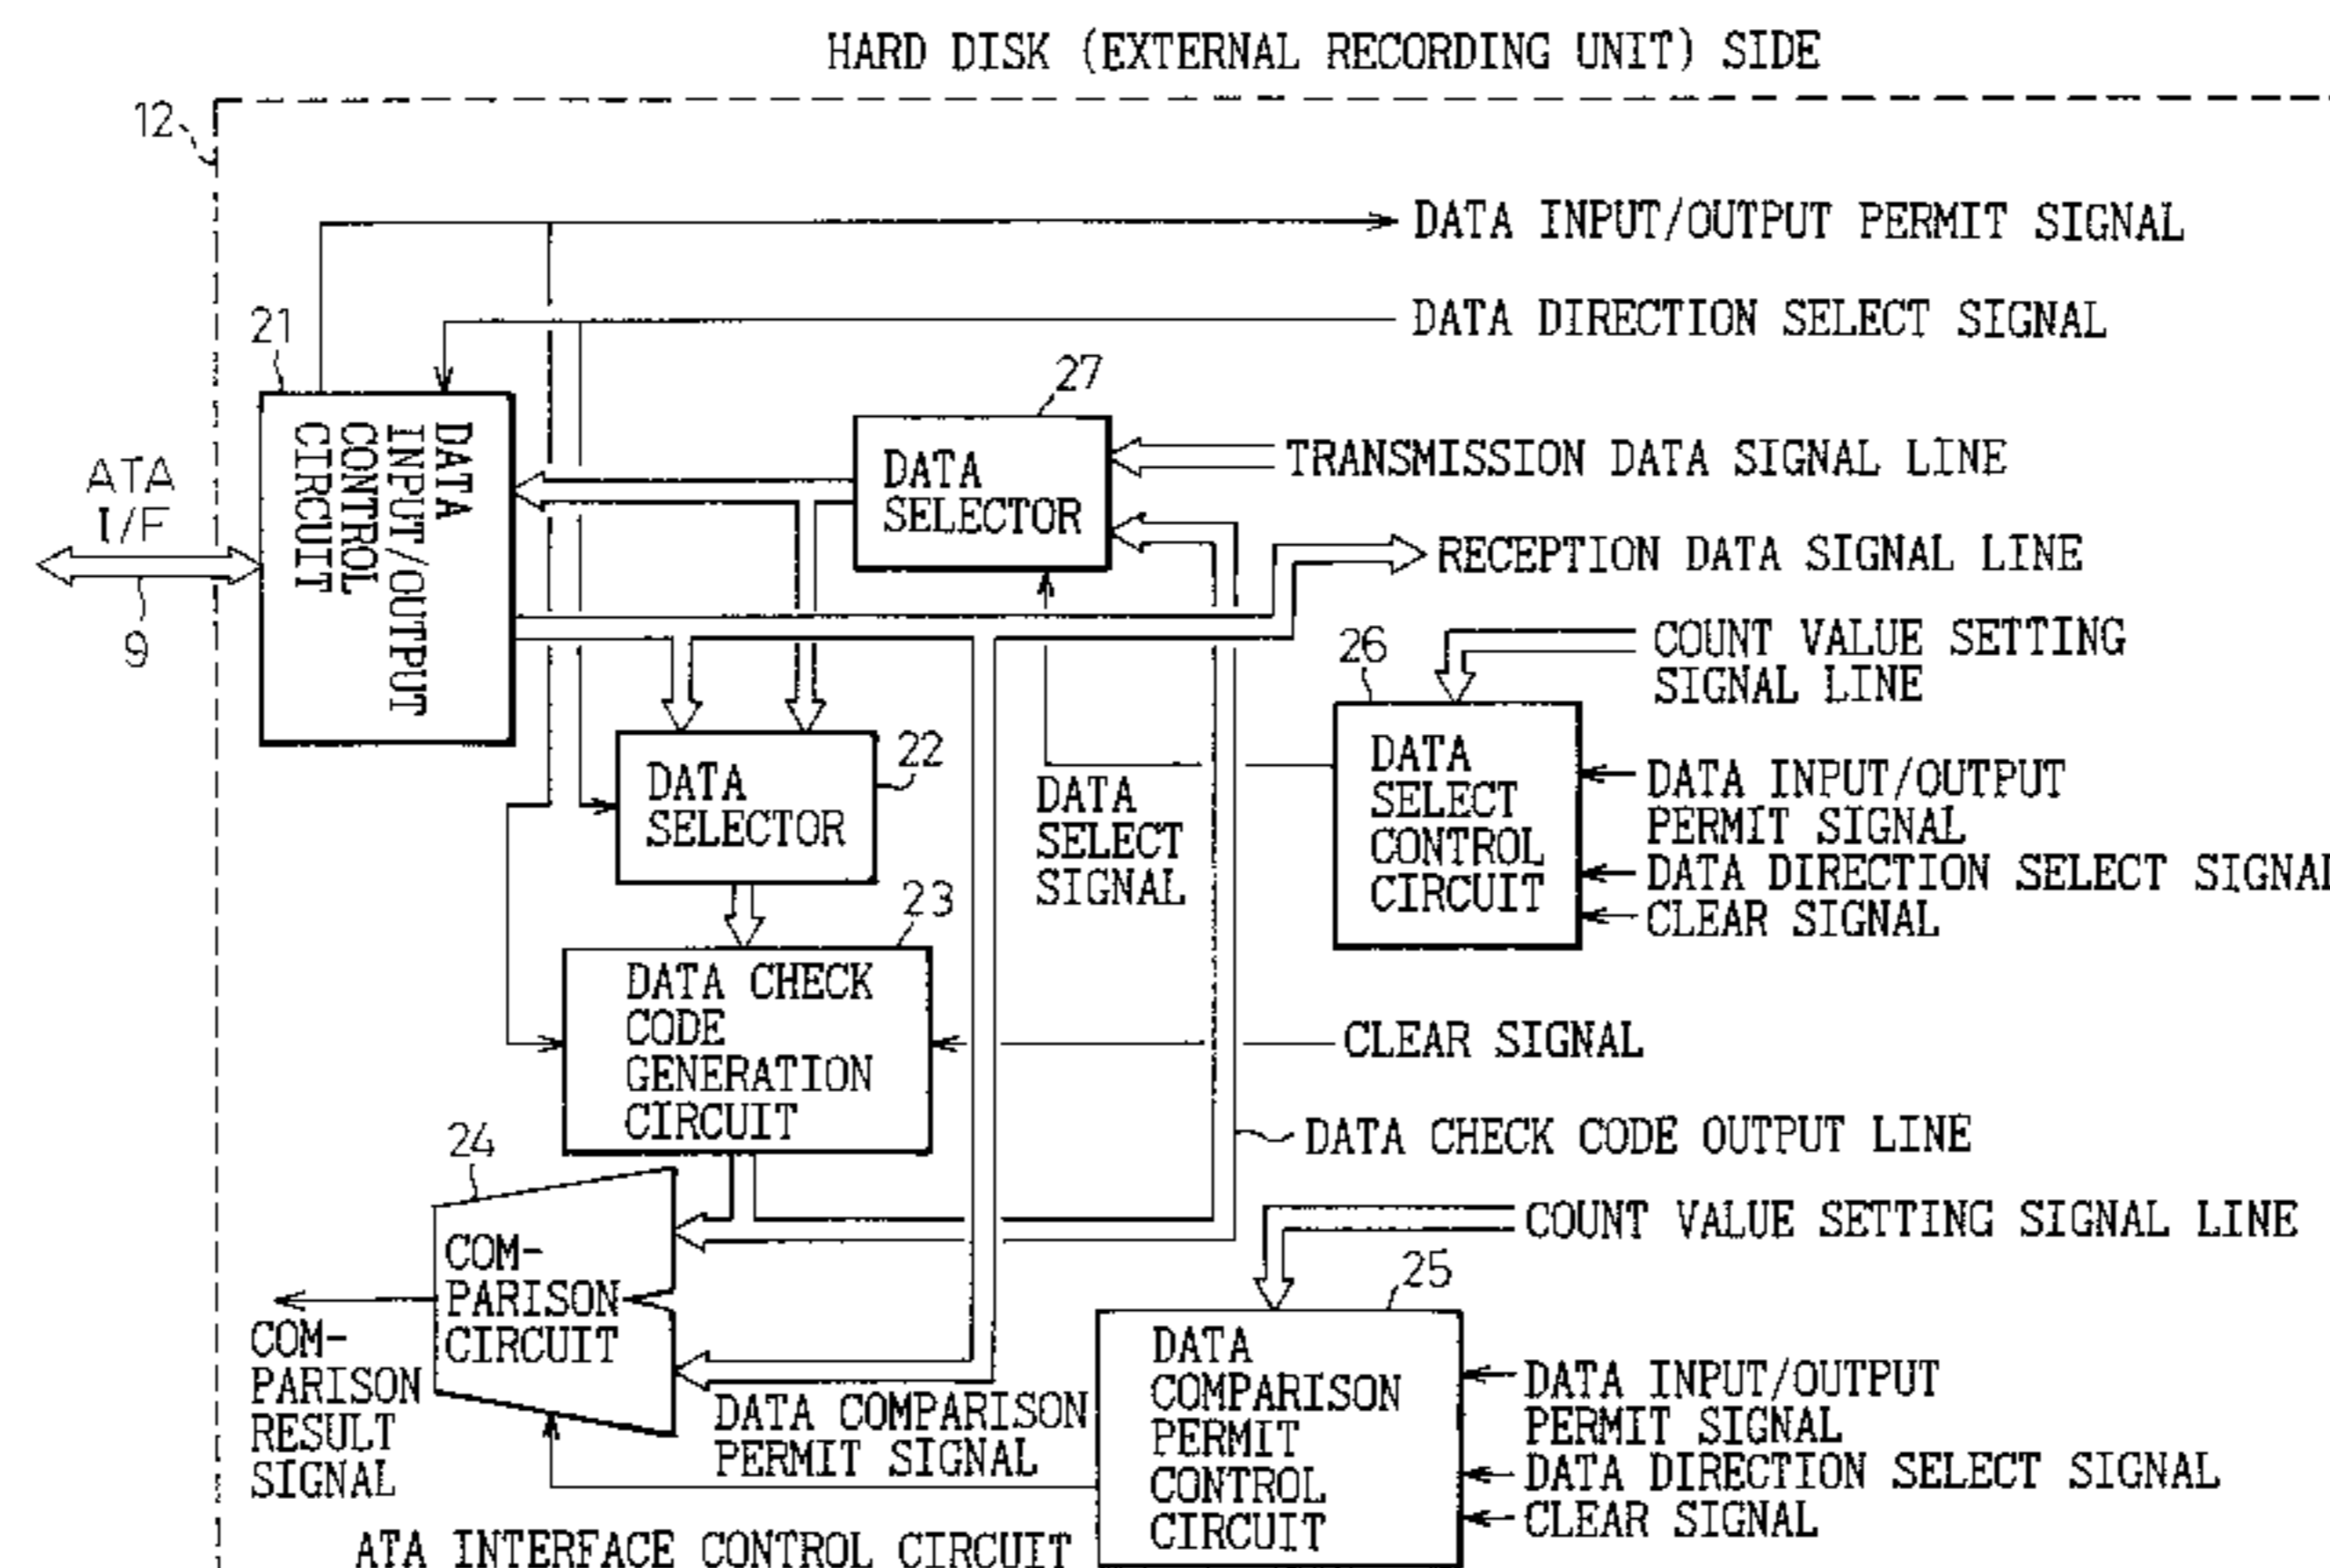 HARD DISK (EXTERNAL RECORDING UNIT) SIDE
12
DATA INPUT/OUTPUT PERMIT SIGNAL
DATA DIRECTION SELECT SIGNAL
21
DATA
INPUT/OUTPUT
CONTROL
CIRCUIT
ATA
I/F
9
27
DATA
SELECTOR
TRANSMISSION DATA SIGNAL LINE
RECEPTION DATA SIGNAL LINE
26
COUNT VALUE SETTING
SIGNAL LINE
DATA
SELECT
CONTROL
CIRCUIT
DATA INPUT/OUTPUT
PERMIT SIGNAL
DATA DIRECTION SELECT SIGNAL
CLEAR SIGNAL
22
DATA
SELECTOR
DATA
SELECT
SIGNAL
23
DATA CHECK
CODE
GENERATION
CIRCUIT
CLEAR SIGNAL
DATA CHECK CODE OUTPUT LINE
24
COM-
PARISON
CIRCUIT
COM-
PARISON
RESULT
SIGNAL
COUNT VALUE SETTING SIGNAL LINE
25
DATA
COMPARISON
PERMIT
CONTROL
CIRCUIT
DATA COMPARISON
PERMIT SIGNAL
DATA INPUT/OUTPUT
PERMIT SIGNAL
DATA DIRECTION SELECT SIGNAL
CLEAR SIGNAL
ATA INTERFACE CONTROL CIRCUIT